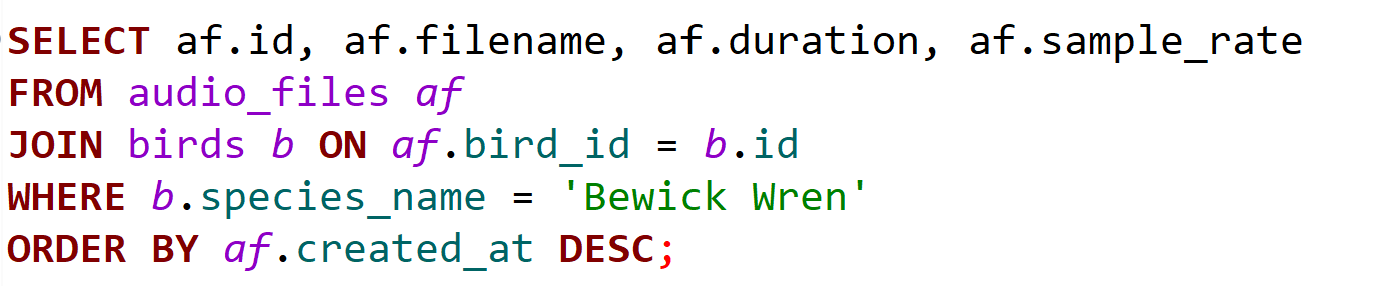 SELECT af.id, af.filename, af.duration, af.sample_rate
FROM audio_files af
JOIN birds b ON af.bird_id = b.id
WHERE b.species_name = 'Bewick Wren'
ORDER BY af.created_at DESC;